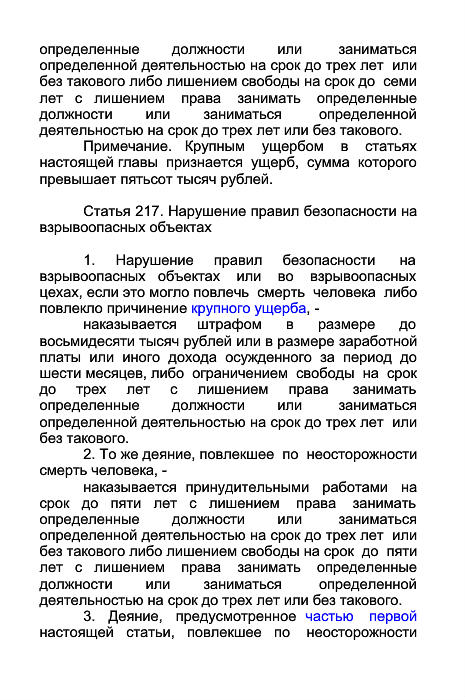 определенные должности или заниматься
определенной деятельностью на срок до трех лет или
без такового либо лишением свободы на срок до семи
лет с лишением права занимать определенные
должности или заниматься определенной
деятельностью на срок до трех лет или без такового.
Примечание. Крупным ущербом в статьях
настоящей главы признается ущерб, сумма которого
превышает пятьсот тысяч рублей.
Статья 217. Нарушение правил безопасности на
взрывоопасных объектах
1. Нарушение правил безопасности на
взрывоопасных объектах или во взрывоопасных
цехах, если это могло повлечь смерть человека либо
повлекло причинение крупного ущерба, -
наказывается штрафом в размере до
восьмидесяти тысяч рублей или в размере заработной
платы или иного дохода осужденного за период до
шести месяцев, либо ограничением свободы на срок
до трех лет с лишением права занимать
определенные должности или заниматься
определенной деятельностью на срок до трех лет или
без такового.
2. То же деяние, повлекшее по неосторожности
смерть человека, -
наказывается принудительными работами на
срок до пяти лет с лишением права занимать
определенные должности или заниматься
определенной деятельностью на срок до трех лет или
без такового либо лишением свободы на срок до пяти
лет с лишением права занимать определенные
должности или заниматься определенной
деятельностью на срок до трех лет или без такового.
3. Деяние, предусмотренное частью первой
настоящей статьи, повлекшее по неосторожности